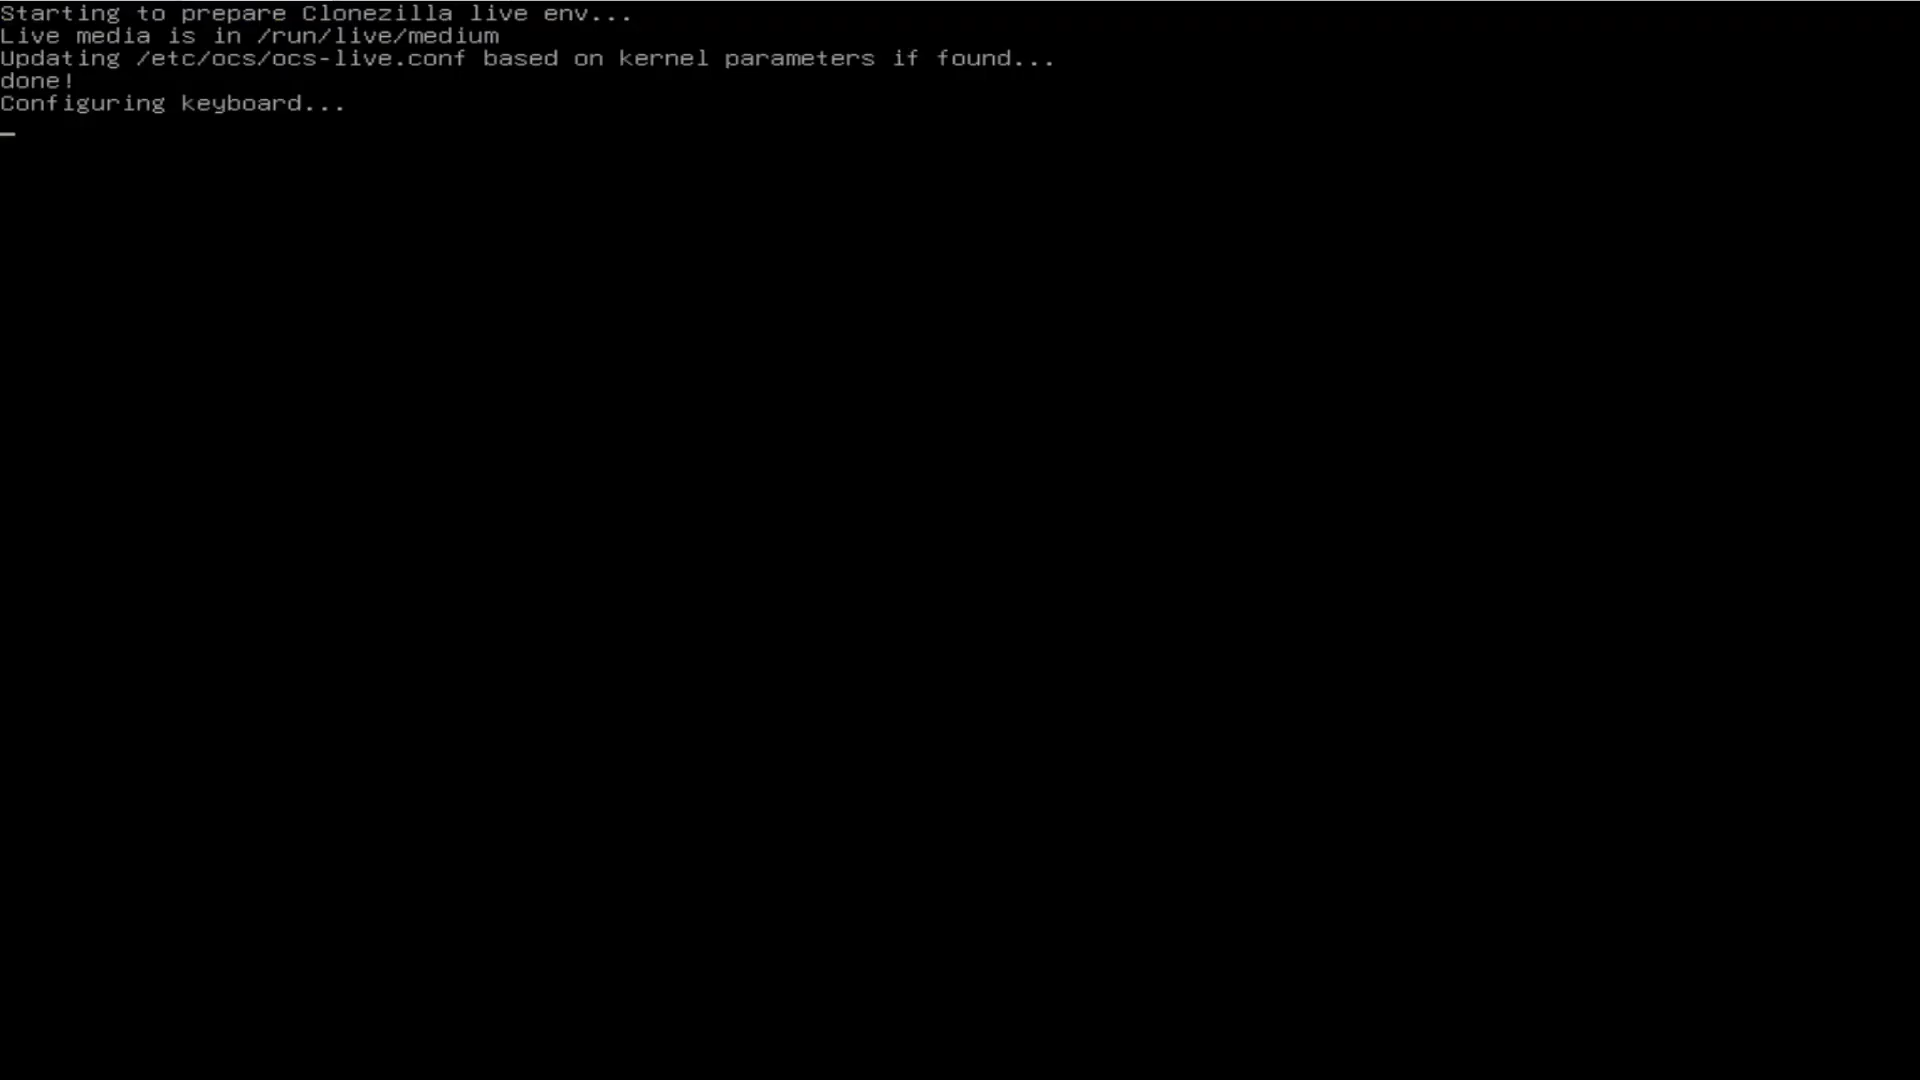 Starting to prepare Clonezilla live env...
Live media is in /run/live/medium
Updating /etc/ocs/ocs-live.conf based on kernel parameters if found...
done!
Configuring keyboard...